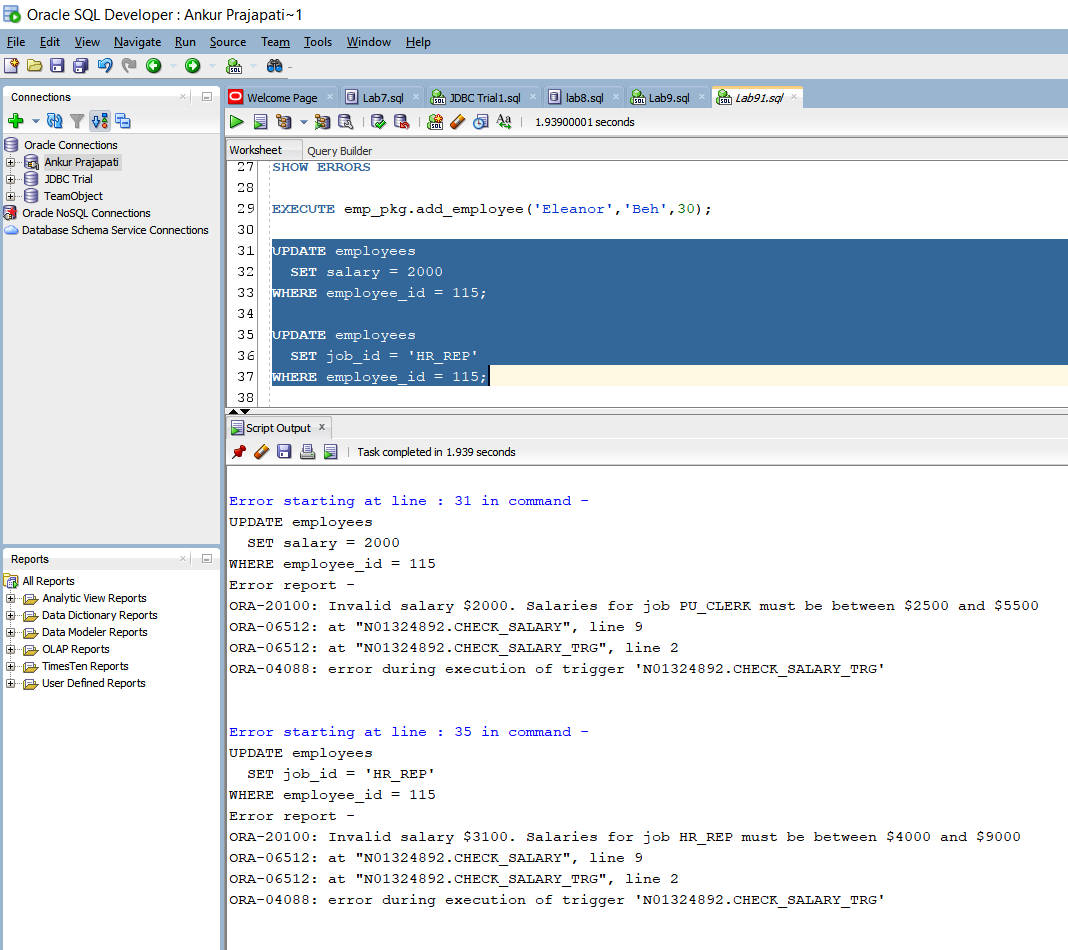 Oracle SQL Developer : Ankur Prajapati~1
File Edit View Navigate Run Source Team Tools Window Help
Connections
Oracle Connections
Ankur Prajapati
JDBC Trial
TeamObject
Oracle NoSQL Connections
Database Schema Service Connections
Reports
All Reports
Analytic View Reports
Data Dictionary Reports
Data Modeler Reports
OLAP Reports
TimesTen Reports
User Defined Reports
Welcome Page Lab7.sql JDBC Trial1.sql lab8.sql Lab9.sql Lab91.sql
1.93900001 seconds
Worksheet Query Builder
27 SHOW ERRORS
28
29 EXECUTE emp_pkg.add_employee('Eleanor','Beh',30);
30
31 UPDATE employees
32 SET salary = 2000
33 WHERE employee_id = 115;
34
35 UPDATE employees
36 SET job_id = 'HR_REP'
37 WHERE employee_id = 115;
38
Script Output x
Task completed in 1.939 seconds
Error starting at line : 31 in command -
UPDATE employees
SET salary = 2000
WHERE employee_id = 115
Error report -
ORA-20100: Invalid salary $2000. Salaries for job PU_CLERK must be between $2500 and $5500
ORA-06512: at "N01324892.CHECK_SALARY", line 9
ORA-06512: at "N01324892.CHECK_SALARY_TRG", line 2
ORA-04088: error during execution of trigger 'N01324892.CHECK_SALARY_TRG'
Error starting at line : 35 in command -
UPDATE employees
SET job_id = 'HR_REP'
WHERE employee_id = 115
Error report -
ORA-20100: Invalid salary $3100. Salaries for job HR_REP must be between $4000 and $9000
ORA-06512: at "N01324892.CHECK_SALARY", line 9
ORA-06512: at "N01324892.CHECK_SALARY_TRG", line 2
ORA-04088: error during execution of trigger 'N01324892.CHECK_SALARY_TRG'